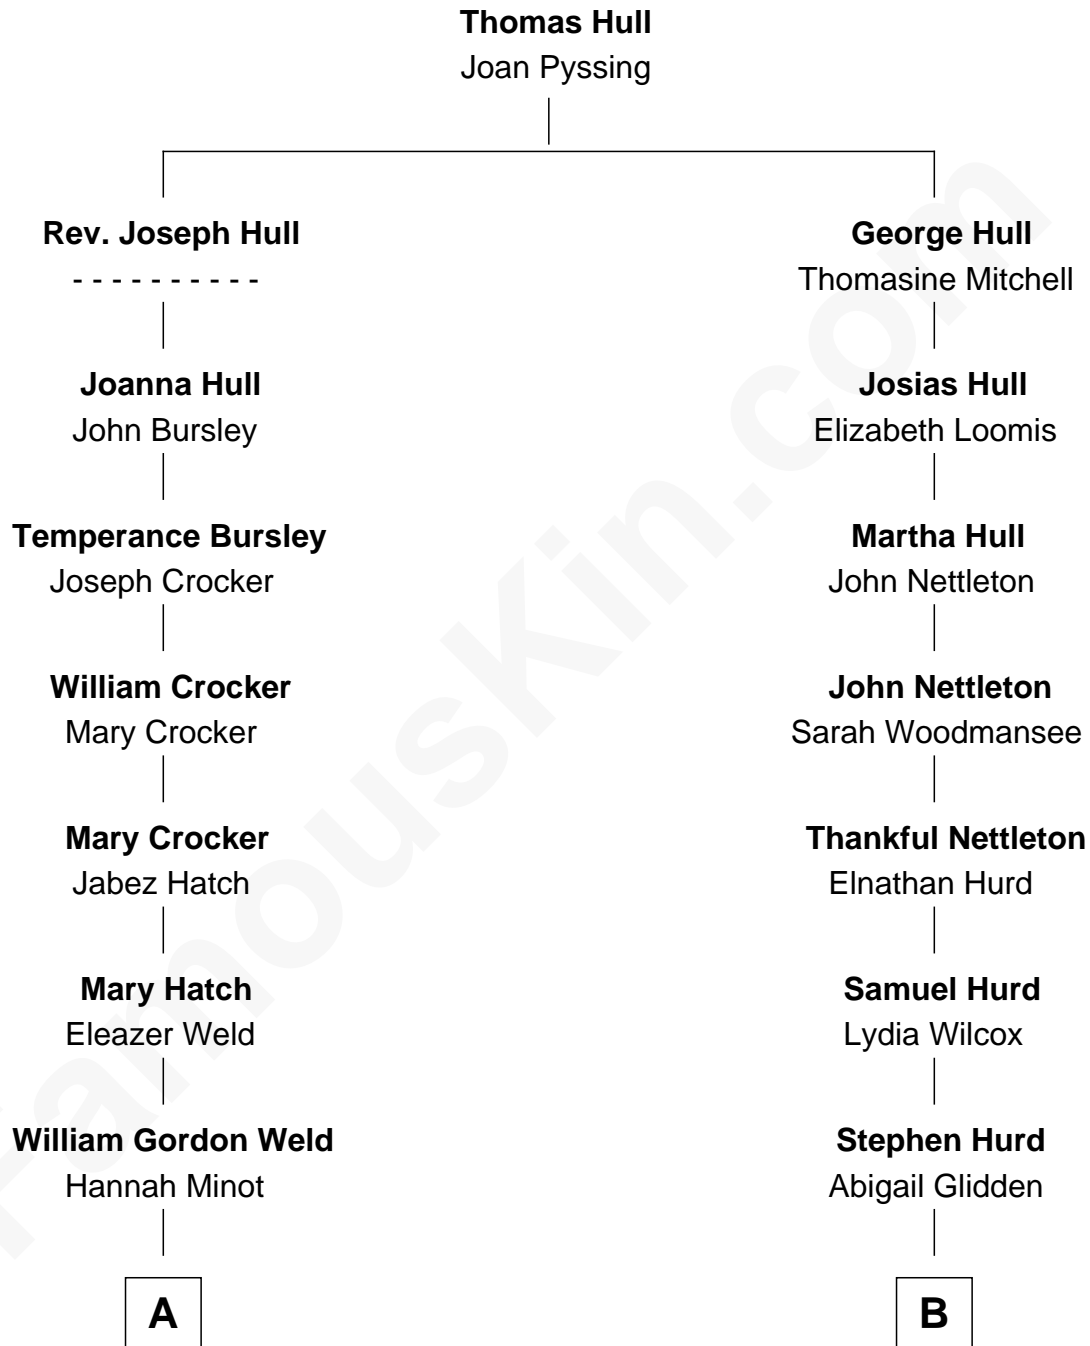 Thomas Hull
Joan Pyssing
Rev. Joseph Hull
- - - - - - - - - -
Joanna Hull
John Bursley
Temperance Bursley
Joseph Crocker
William Crocker
Mary Crocker
Mary Crocker
Jabez Hatch
Mary Hatch
Eleazer Weld
William Gordon Weld
Hannah Minot
A
George Hull
Thomasine Mitchell
Josias Hull
Elizabeth Loomis
Martha Hull
John Nettleton
John Nettleton
Sarah Woodmansee
Thankful Nettleton
Elnathan Hurd
Samuel Hurd
Lydia Wilcox
Stephen Hurd
Abigail Glidden
B
FamousKin.com